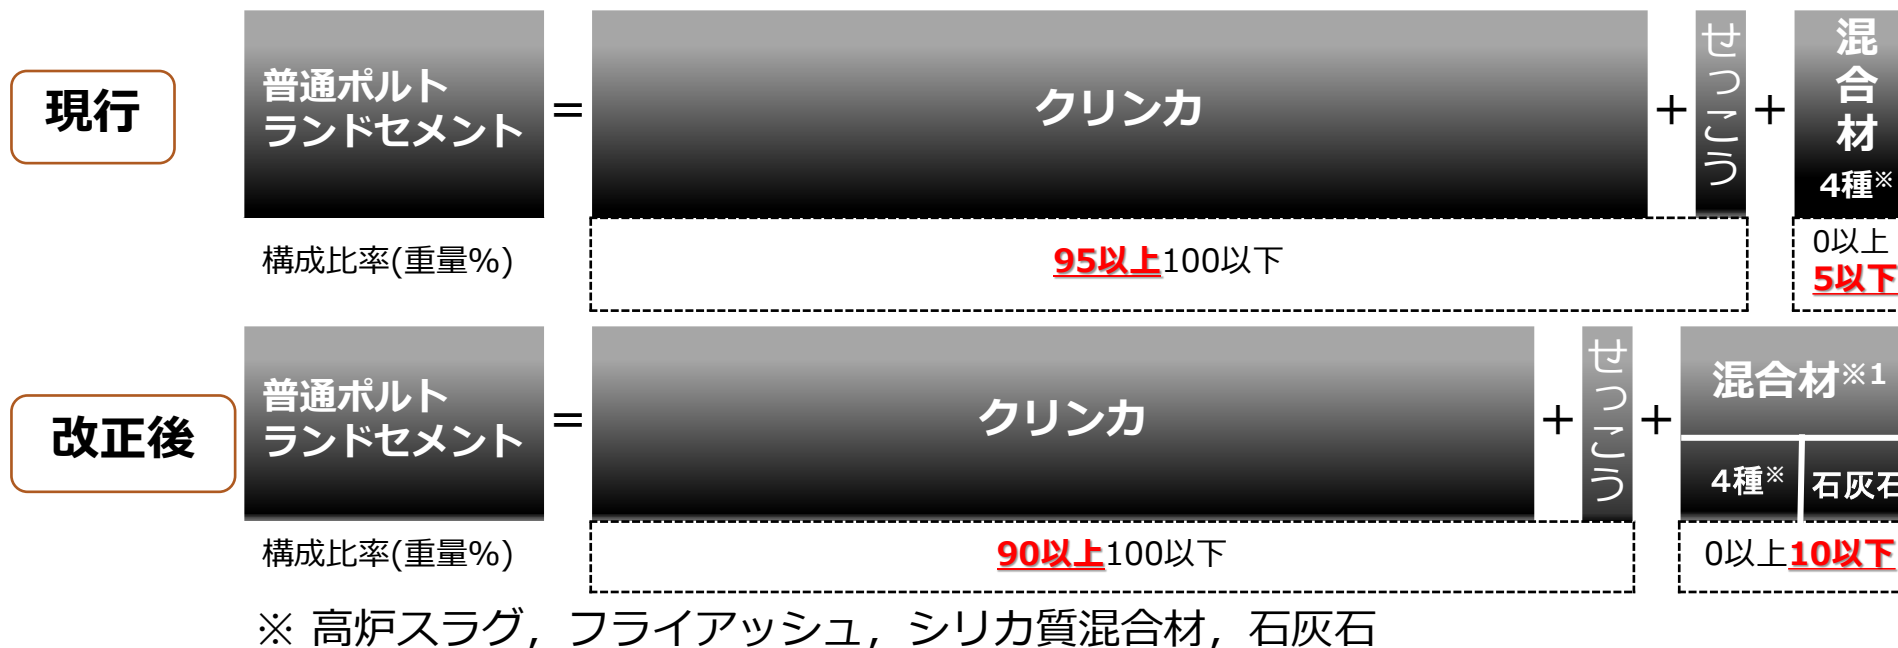 現行
普通ポルト
ランドセメント
=
クリンカ
+
せっこう
+
混合材
4種※
構成比率(重量%)
95以上100以下
0以上
5以下
改正後
普通ポルト
ランドセメント
=
クリンカ
+
せっこう
+
混合材※1
4種※
石灰石
構成比率(重量%)
90以上100以下
0以上10以下
※ 高炉スラグ，フライアッシュ，シリカ質混合材，石灰石